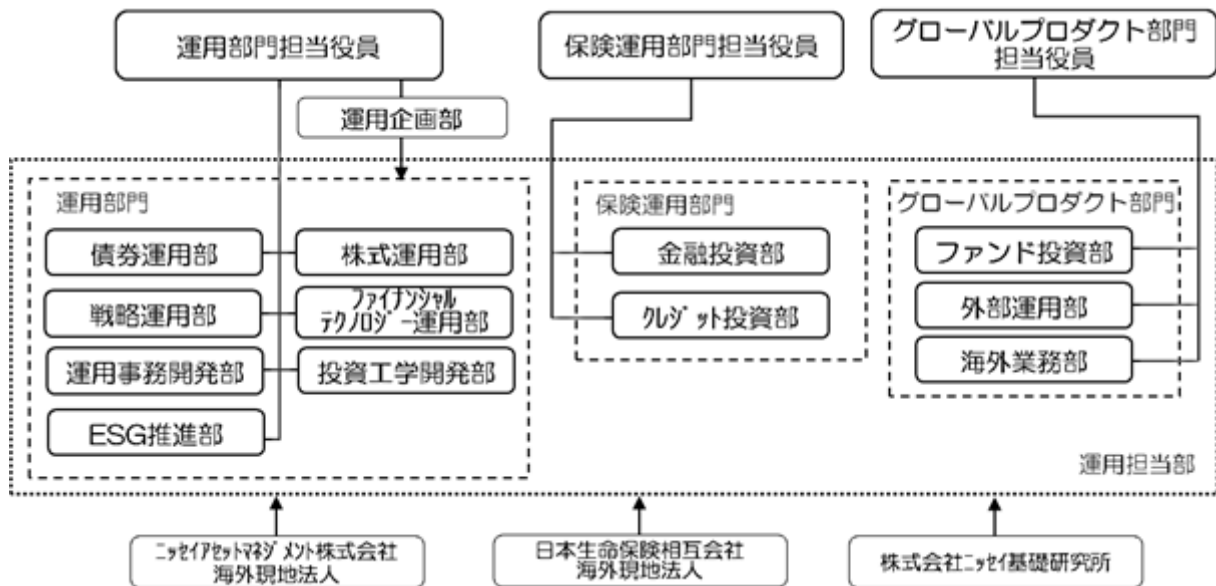 運用部門担当役員
保険運用部門担当役員
グローバルプロダクト部門
担当役員
運用企画部
運用部門
債券運用部
株式運用部
戦略運用部
ファイナンシャル
テクノロジー運用部
運用事務開発部
投資工学開発部
ESG推進部
保険運用部門
金融投資部
クレジット投資部
グローバルプロダクト部門
ファンド投資部
外部運用部
海外業務部
運用担当部
ニッセイアセットマネジメント株式会社
海外現地法人
日本生命保険相互会社
海外現地法人
株式会社ニッセイ基礎研究所